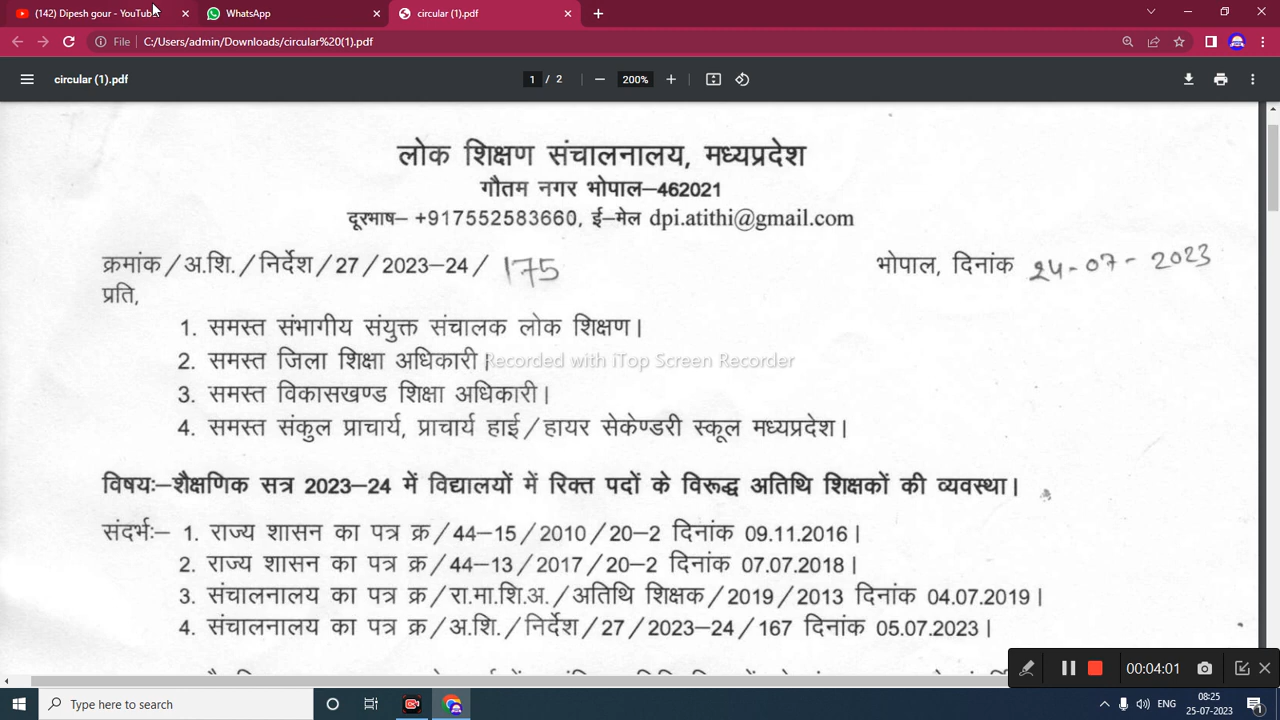 (142) Dipesh gour - YouTub
WhatsApp
circular (1).pdf
File
C:/Users/admin/Downloads/circular%20(1).pdf
circular (1).pdf
1 / 2
200%
लोक शिक्षण संचालनालय, मध्यप्रदेश
गौतम नगर भोपाल–462021
दूरभाष– +917552583660, ई–मेल dpi.atithi@gmail.com
क्रमांक/अ.शि./निर्देश/27/2023–24/ 175 भोपाल, दिनांक 24-07-2023
प्रति,
1. समस्त संभागीय संयुक्त संचालक लोक शिक्षण।
2. समस्त जिला शिक्षा अधिकारी।
Recorded with iTop Screen Recorder
3. समस्त विकासखण्ड शिक्षा अधिकारी।
4. समस्त संकुल प्राचार्य, प्राचार्य हाई/हायर सेकेण्डरी स्कूल मध्यप्रदेश।
विषयः–शैक्षणिक सत्र 2023–24 में विद्यालयों में रिक्त पदों के विरूद्ध अतिथि शिक्षकों की व्यवस्था।
संदर्भः– 1. राज्य शासन का पत्र क्र/44–15/2010/20–2 दिनांक 09.11.2016।
2. राज्य शासन का पत्र क्र/44–13/2017/20–2 दिनांक 07.07.2018।
3. संचालनालय का पत्र क्र/रा.मा.शि.अ./अतिथि शिक्षक/2019/2013 दिनांक 04.07.2019।
4. संचालनालय का पत्र क्र/अ.शि./निर्देश/27/2023–24/167 दिनांक 05.07.2023।
00:04:01
Type here to search
ENG
08:25
25-07-2023